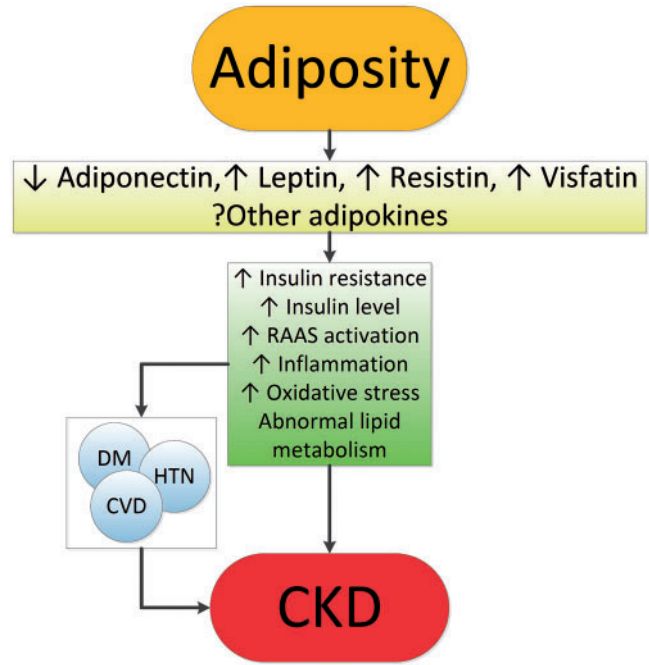 Adiposity
↓ Adiponectin,↑ Leptin, ↑ Resistin, ↑ Visfatin
?Other adipokines
↑ Insulin resistance
↑ Insulin level
↑ RAAS activation
↑ Inflammation
↑ Oxidative stress
Abnormal lipid
metabolism
DM
HTN
CVD
CKD